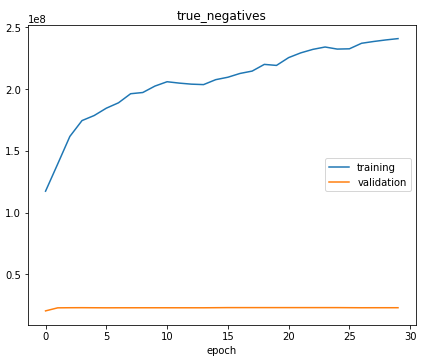 true_negatives
1e8
2.5
2.0
1.5
1.0
0.5
training
validation
0 5 10 15 20 25 30
epoch